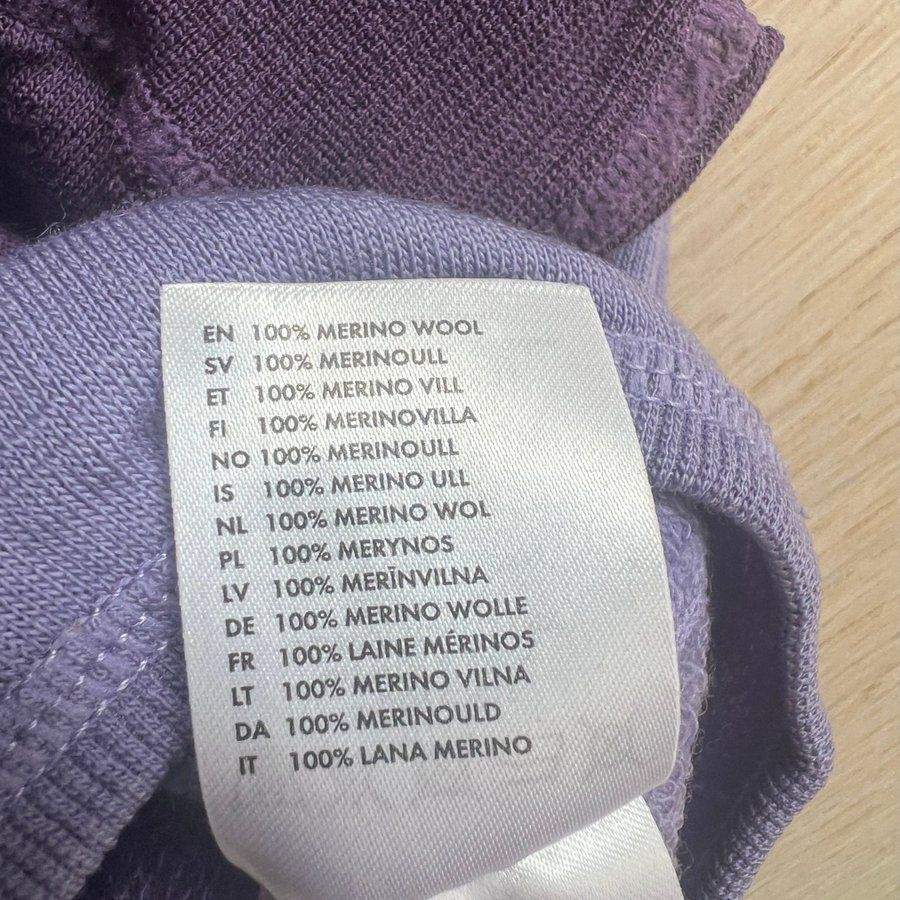 EN 100% MERINO WOOL
SV 100% MERINOULL
ET 100% MERINO VILL
FI 100% MERINOVILLA
NO 100% MERINOULL
IS 100% MERINO ULL
NL 100% MERINO WOL
PL 100% MERYNOS
LV 100% MERĪNVILNA
DE 100% MERINO WOLLE
FR 100% LAINE MÉRINOS
LT 100% MERINO VILNA
DA 100% MERINOULD
IT 100% LANA MERINO